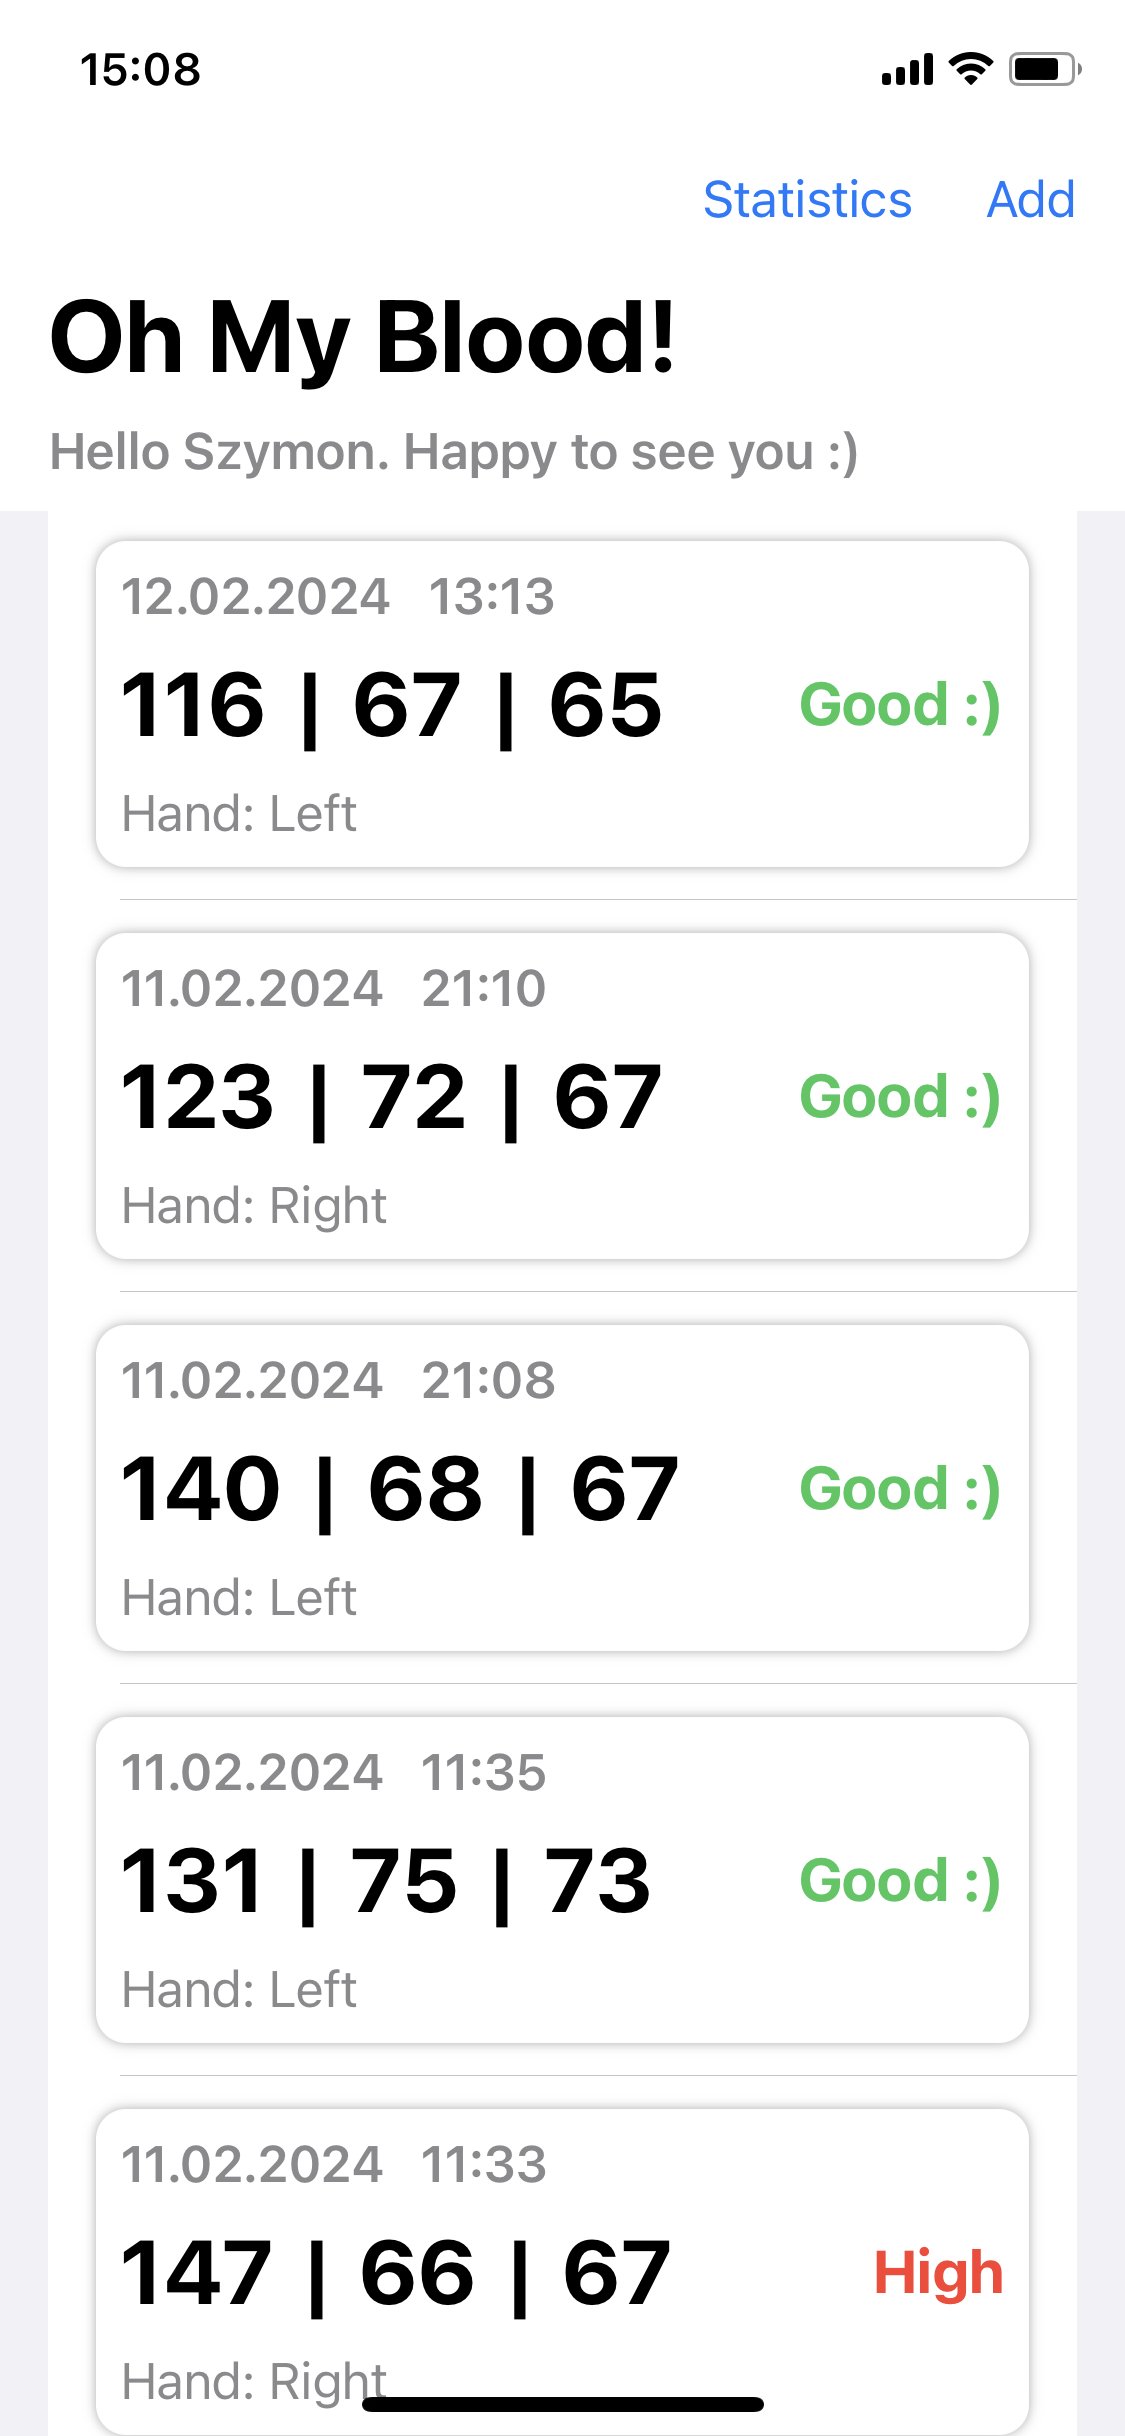 15:08
Statistics Add
Oh My Blood!
Hello Szymon. Happy to see you :)
12.02.2024 13:13
116 | 67 | 65 Good :)
Hand: Left
11.02.2024 21:10
123 | 72 | 67 Good :)
Hand: Right
11.02.2024 21:08
140 | 68 | 67 Good :)
Hand: Left
11.02.2024 11:35
131 | 75 | 73 Good :)
Hand: Left
11.02.2024 11:33
147 | 66 | 67 High
Hand: Right